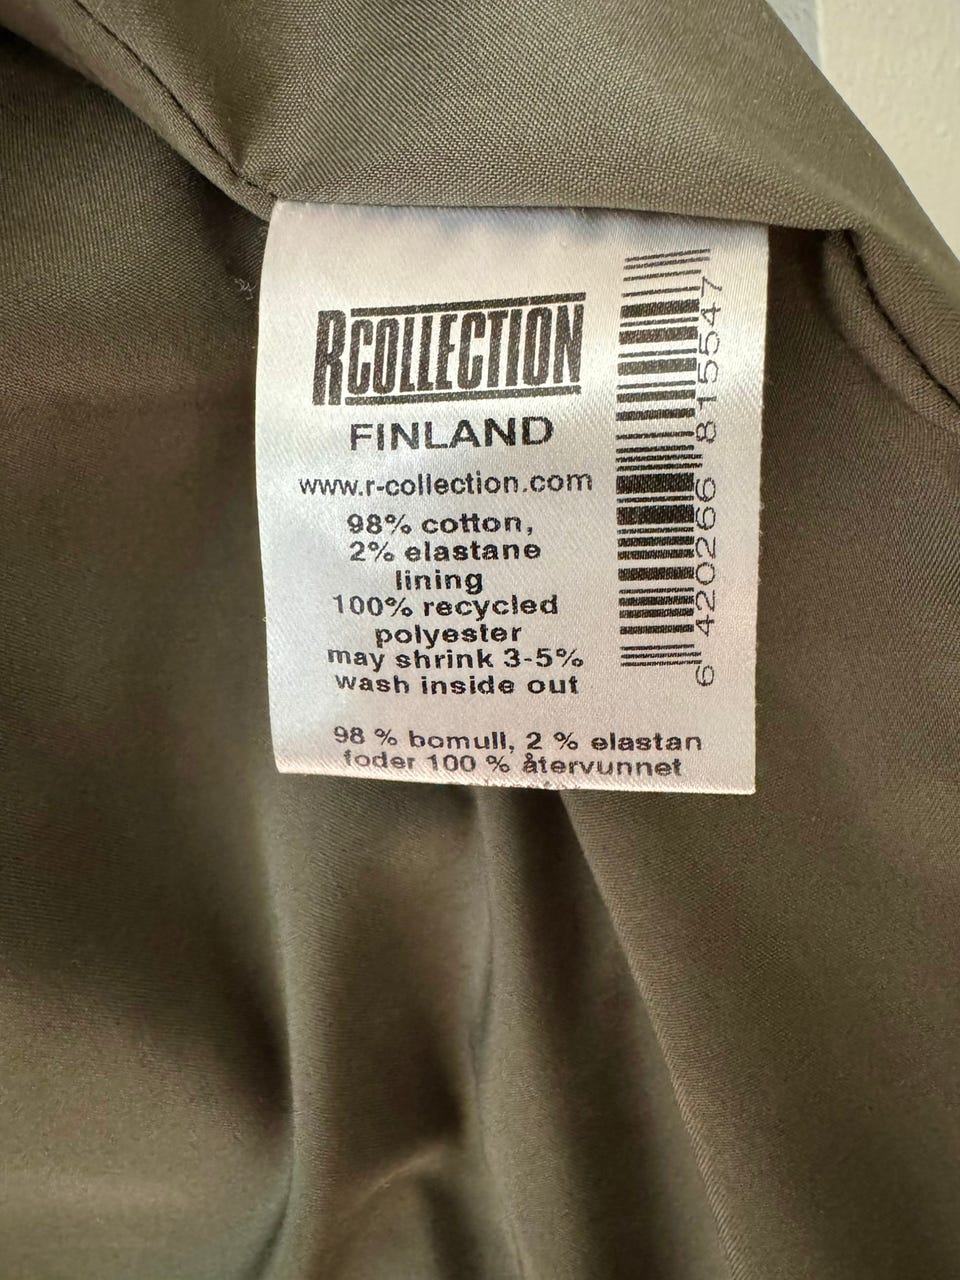 RCOLLECTION
FINLAND
www.r-collection.com
98% cotton,
2% elastane
lining
100% recycled
polyester
may shrink 3-5%
wash inside out
98 % bomull, 2 % elastan
foder 100 % återvunnet
6 420266 815547